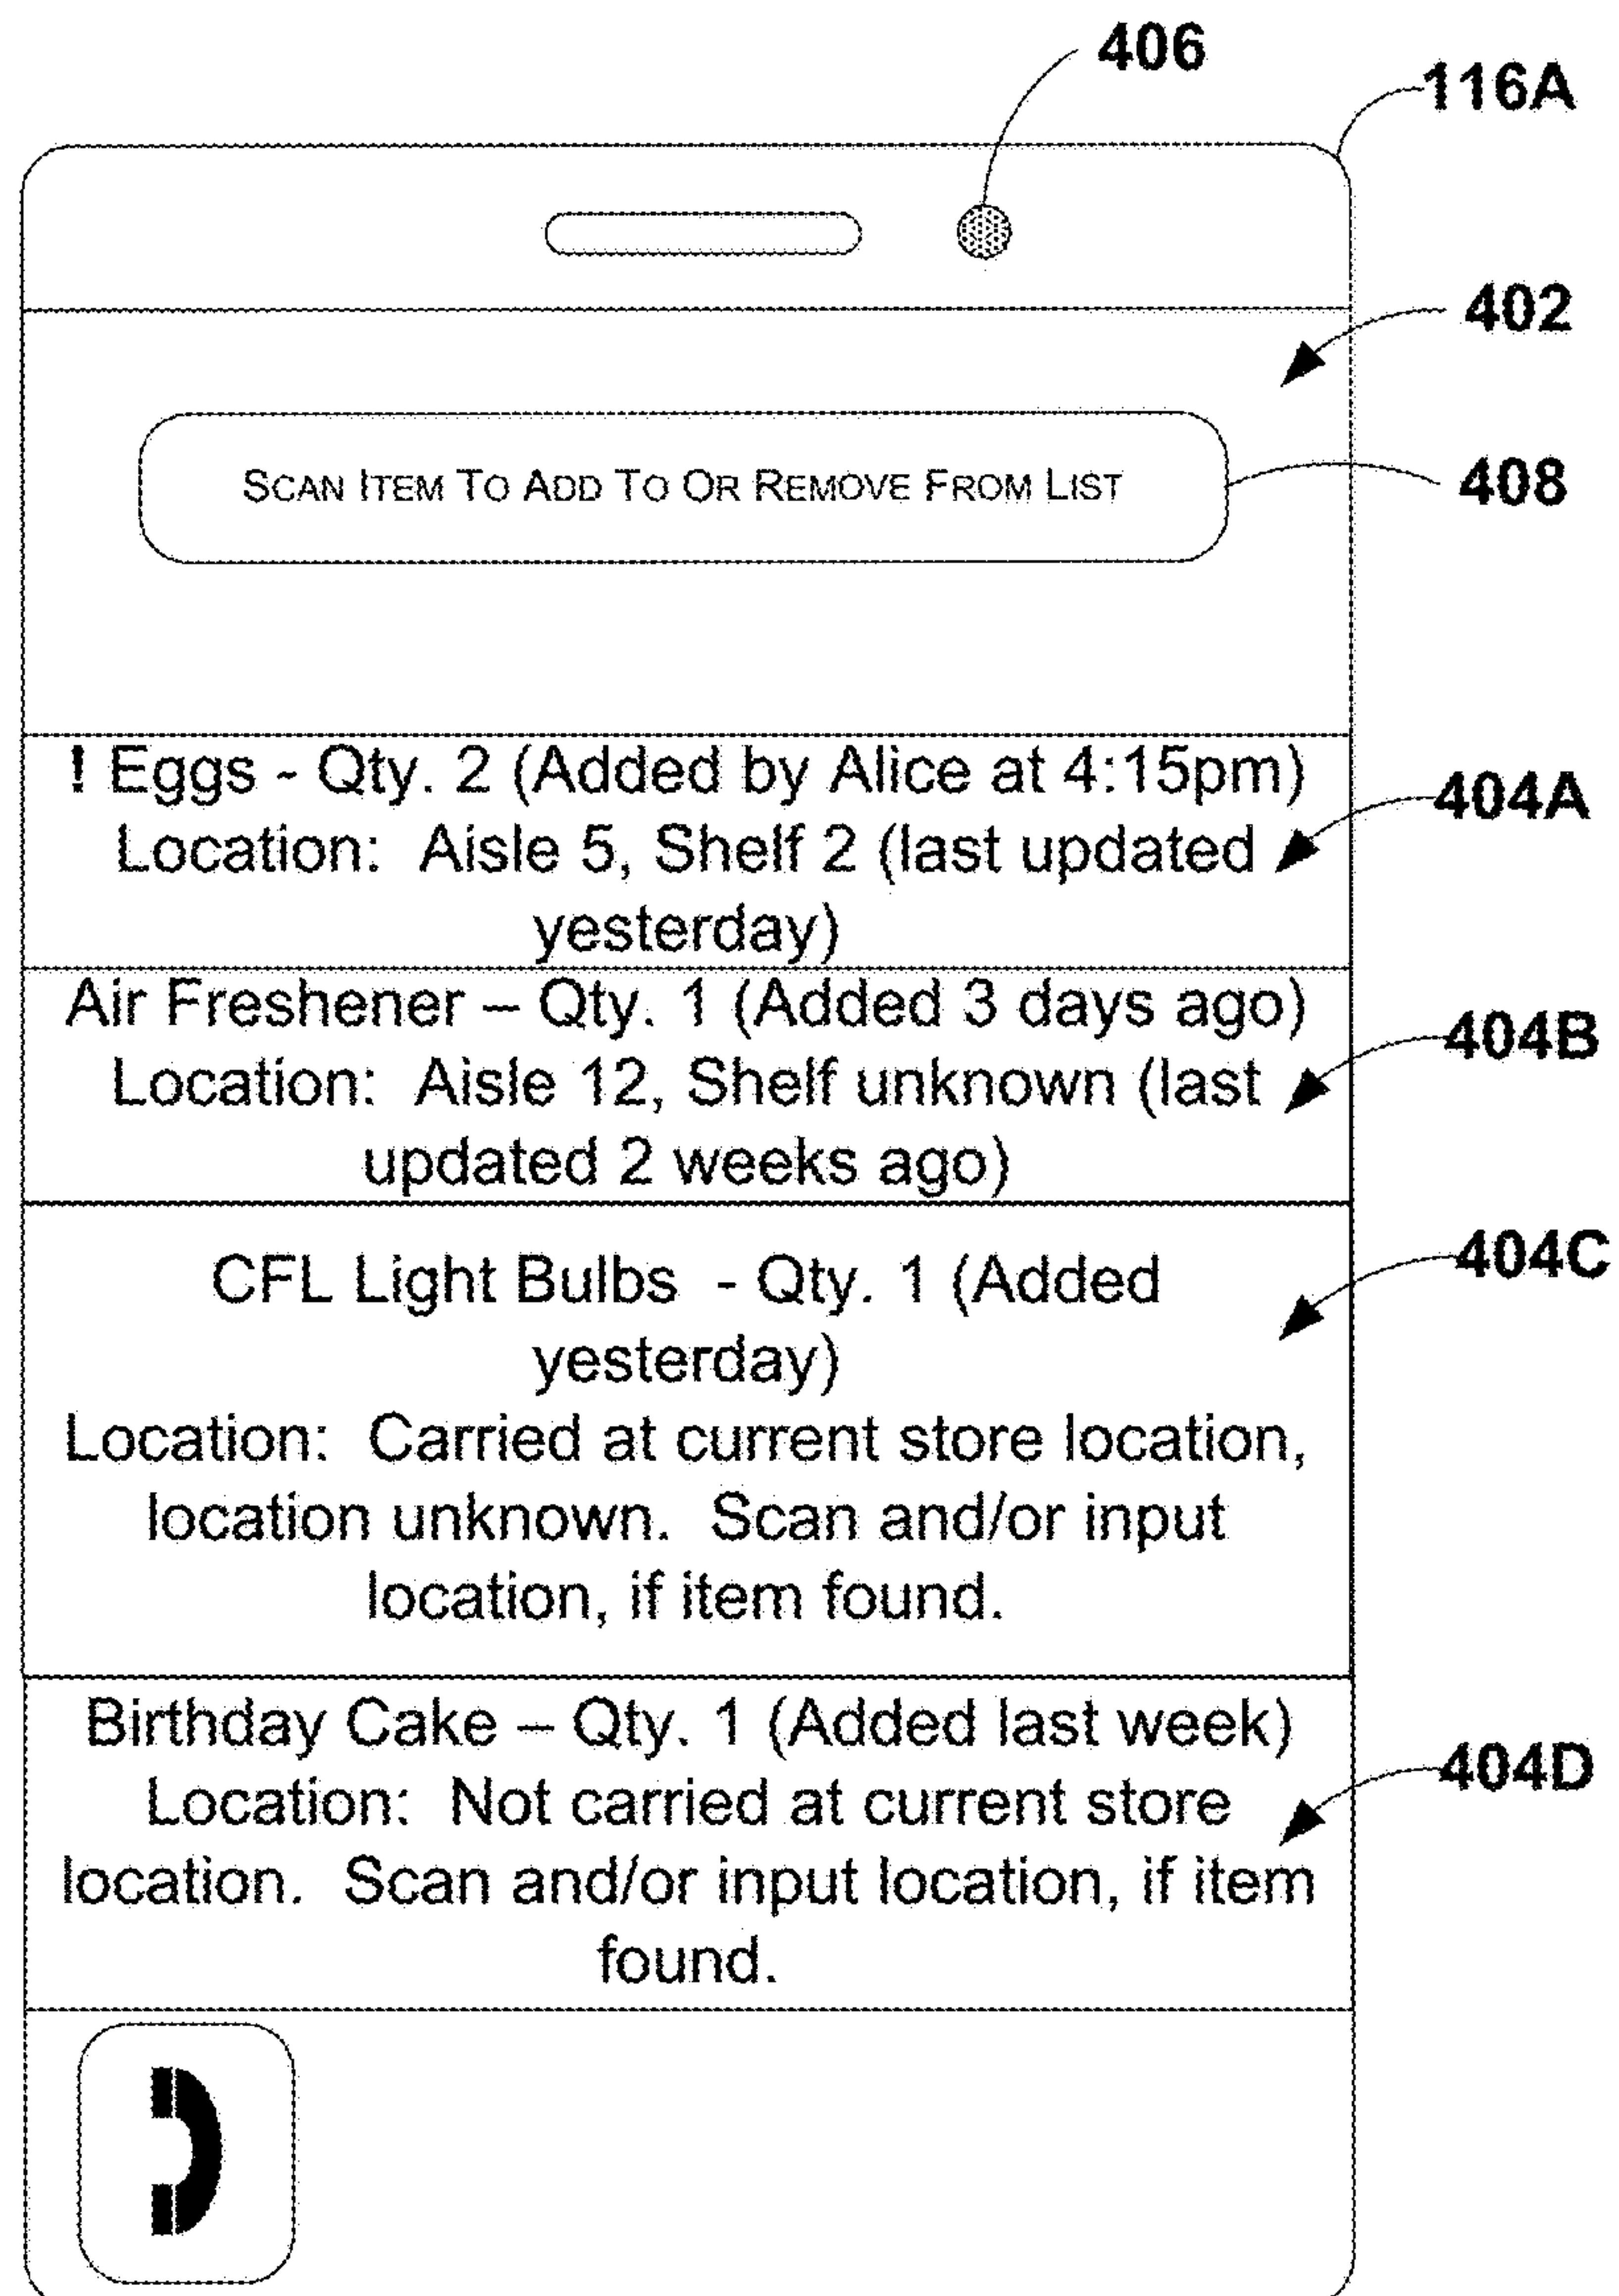 406
116A
402
SCAN ITEM TO ADD TO OR REMOVE FROM LIST
408
! Eggs - Qty. 2 (Added by Alice at 4:15pm)
Location: Aisle 5, Shelf 2 (last updated
yesterday)
404A
Air Freshener – Qty. 1 (Added 3 days ago)
Location: Aisle 12, Shelf unknown (last
updated 2 weeks ago)
404B
CFL Light Bulbs - Qty. 1 (Added
yesterday)
Location: Carried at current store location,
location unknown. Scan and/or input
location, if item found.
404C
Birthday Cake – Qty. 1 (Added last week)
Location: Not carried at current store
location. Scan and/or input location, if item
found.
404D